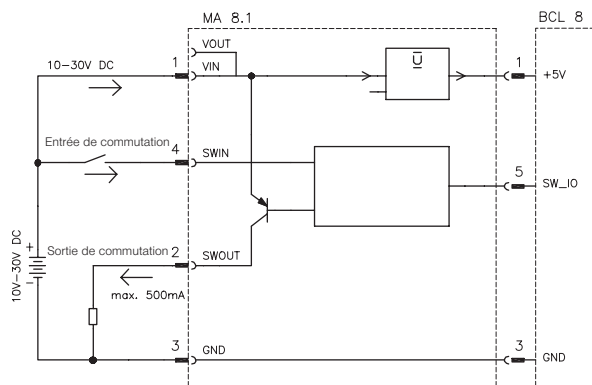 MA 8.1
BCL 8
VOUT
10-30V DC
1
VIN
Ū
1
+5V
Entrée de commutation
4
SWIN
5
SW_IO
10V-30V DC
+
-
Sortie de commutation
2
SWOUT
max. 500mA
3
GND
3
GND